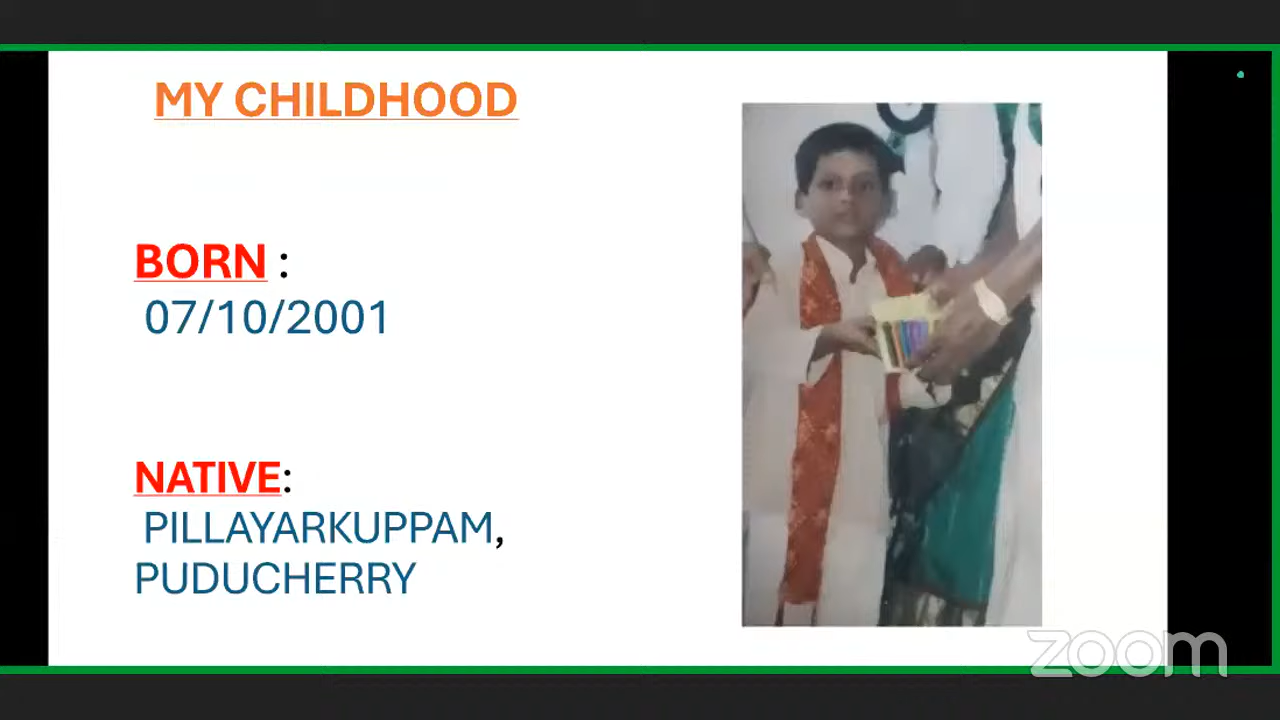 MY CHILDHOOD
BORN :
07/10/2001
NATIVE:
PILLAYARKUPPAM,
PUDUCHERRY
zoom